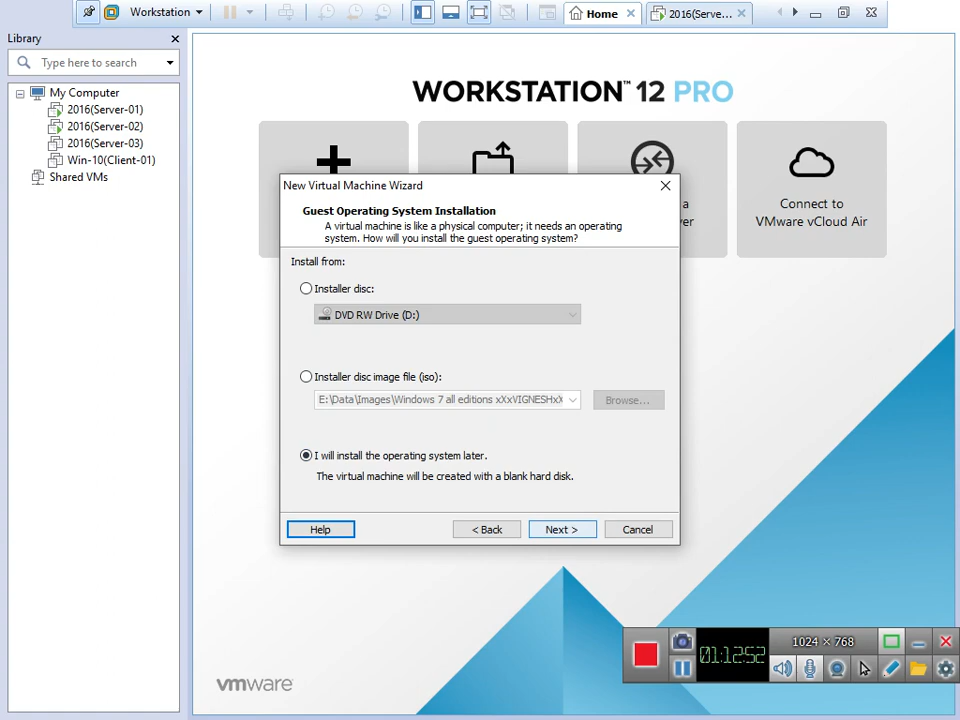 Workstation
Home
2016(Serve...
Library
Type here to search
My Computer
2016(Server-01)
2016(Server-02)
2016(Server-03)
Win-10(Client-01)
Shared VMs
WORKSTATION™ 12 PRO
a
ver
Connect to
VMware vCloud Air
New Virtual Machine Wizard
Guest Operating System Installation
A virtual machine is like a physical computer; it needs an operating
system. How will you install the guest operating system?
Install from:
Installer disc:
DVD RW Drive (D:)
Installer disc image file (iso):
E:\Data\Images\Windows 7 all editions xXxVIGNESHxX
Browse...
I will install the operating system later.
The virtual machine will be created with a blank hard disk.
Help
< Back
Next >
Cancel
1024 × 768
01:12:52
vmware